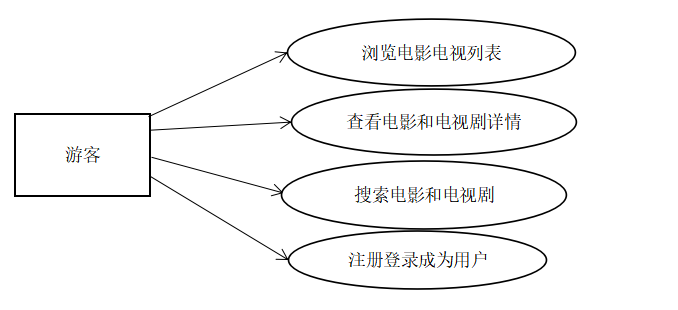 浏览电影电视列表
查看电影和电视剧详情
游客
搜索电影和电视剧
注册登录成为用户